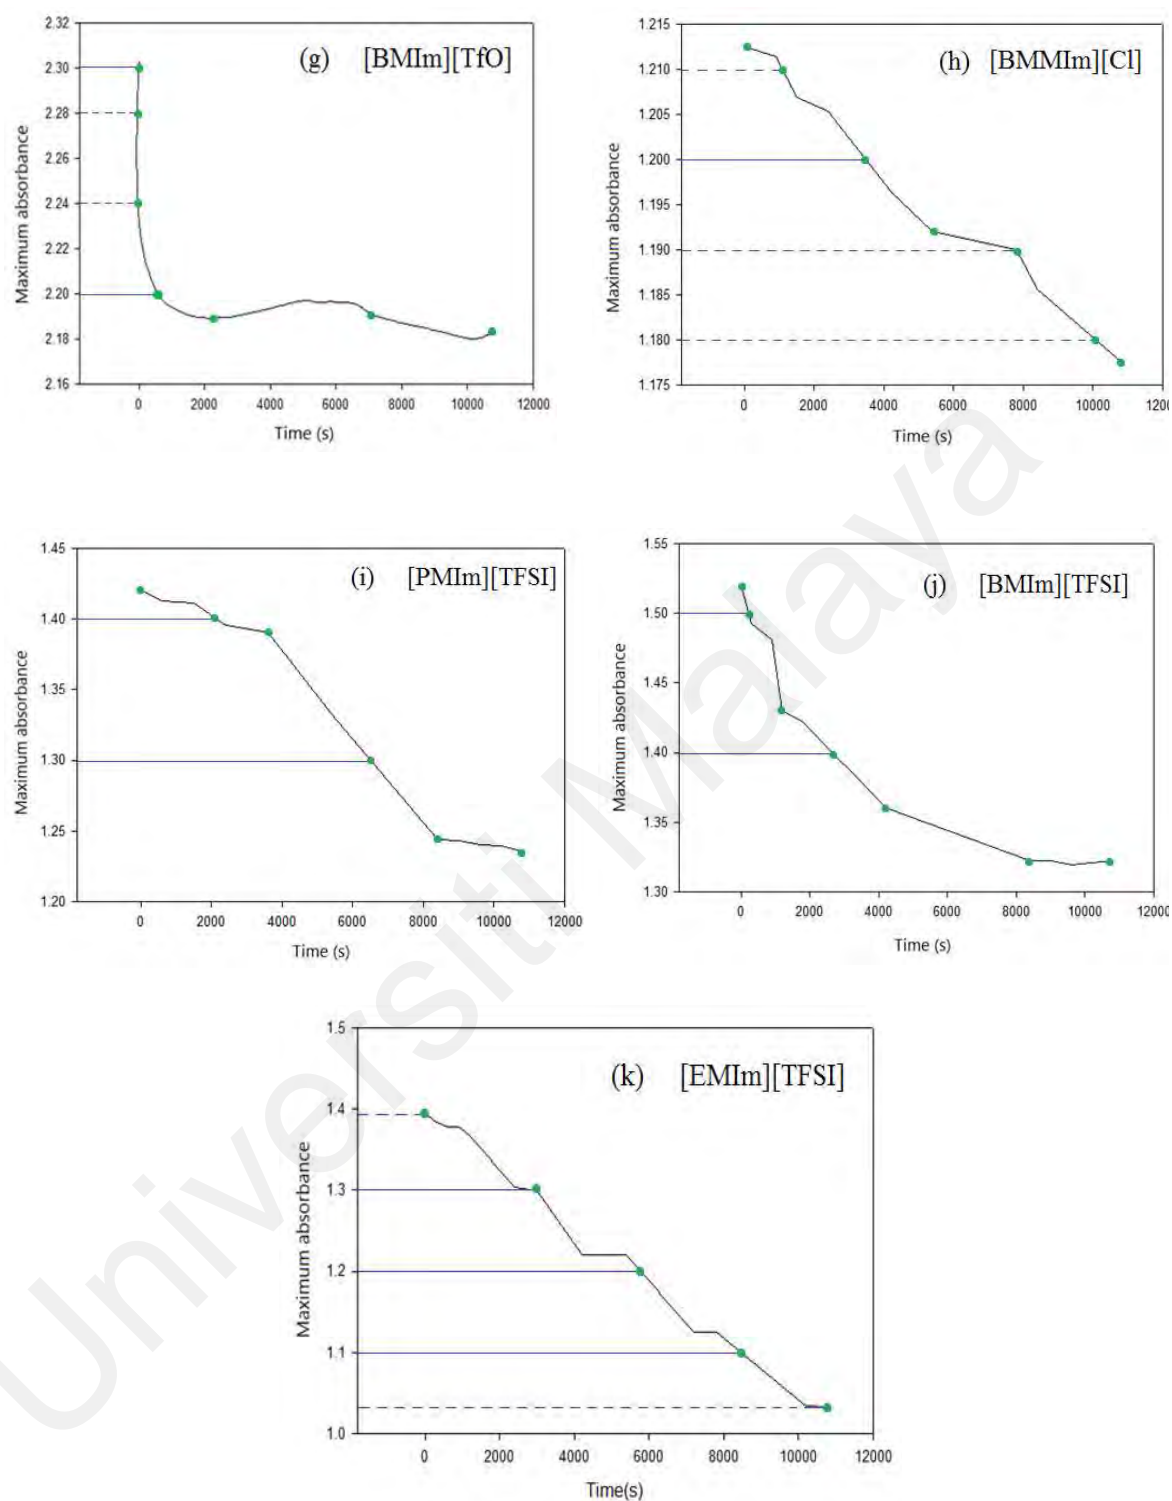 (g) [BMIm][TfO]
2.32
2.30
2.28
2.26
2.24
2.22
2.20
2.18
2.16
Maximum absorbance
0 2000 4000 6000 8000 10000 12000
Time (s)
(h) [BMMIm][Cl]
1.215
1.210
1.205
1.200
1.195
1.190
1.185
1.180
1.175
Maximum absorbance
0 2000 4000 6000 8000 10000 1200
Time (s)
(i) [PMIm][TFSI]
1.45
1.40
1.35
1.30
1.25
1.20
Maximum absorbance
0 2000 4000 6000 8000 10000 12000
Time (s)
(j) [BMIm][TFSI]
1.55
1.50
1.45
1.40
1.35
1.30
Maximum absorbance
0 2000 4000 6000 8000 10000 12000
Time (s)
(k) [EMIm][TFSI]
1.5
1.4
1.3
1.2
1.1
1.0
Maximum absorbance
0 2000 4000 6000 8000 10000 12000
Time(s)
Universiti Malaya